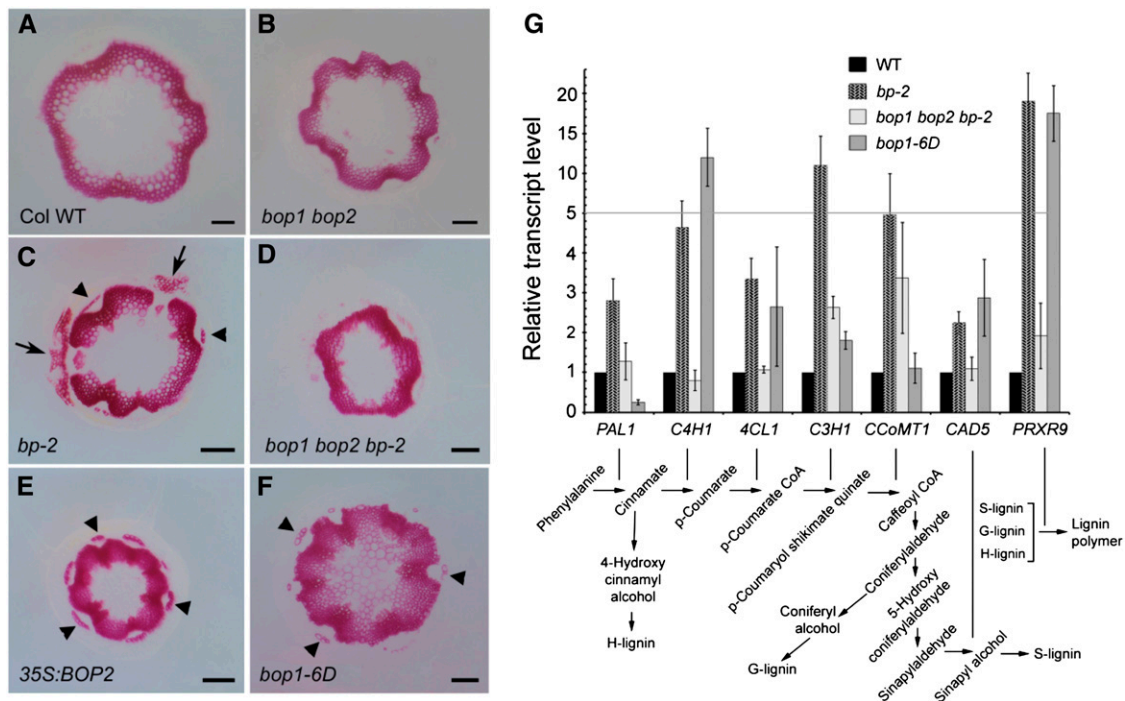 A
Col WT
B
bop1 bop2
C
bp-2
D
bop1 bop2 bp-2
E
35S:BOP2
F
bop1-6D
G
WT
bp-2
bop1 bop2 bp-2
bop1-6D
Relative transcript level
20
15
10
5
3
2
1
0
PAL1 C4H1 4CL1 C3H1 CCoMT1 CAD5 PRXR9
Phenylalanine
Cinnamate
p-Coumarate
p-Coumarate CoA
p-Coumaryol shikimate quinate
Caffeoyl CoA
Coniferylaldehyde
5-Hydroxy
coniferylaldehyde
Sinapylaldehyde
Sinapyl alcohol
S-lignin
4-Hydroxy
cinnamyl
alcohol
H-lignin
Coniferyl
alcohol
G-lignin
S-lignin
G-lignin
H-lignin
Lignin
polymer